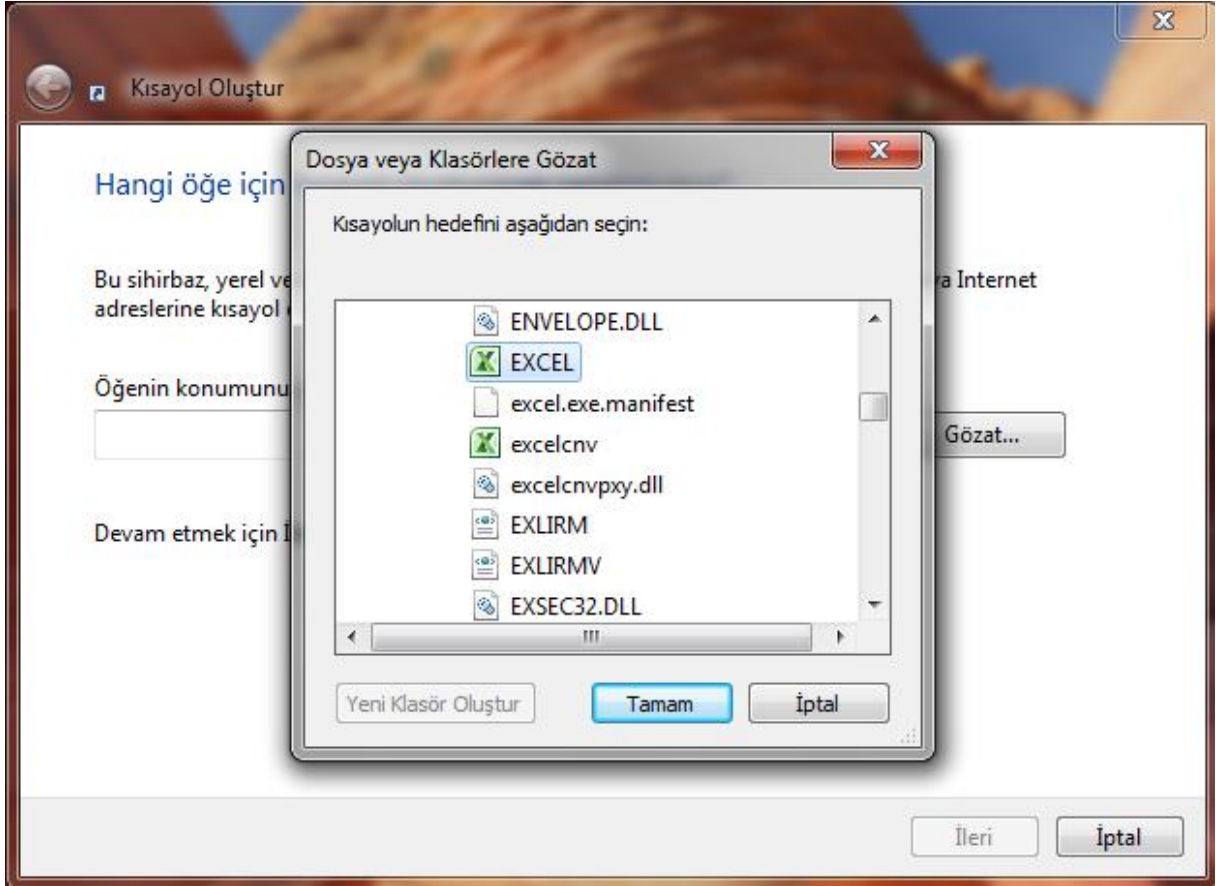 Kısayol Oluştur
Dosya veya Klasörlere Gözat
Hangi öğe için
Kısayolun hedefini aşağıdan seçin:
Bu sihirbaz, yerel ve
a Internet
adreslerine kısayol
ENVELOPE.DLL
EXCEL
Öğenin konumunu
excel.exe.manifest
excelcnv
Gözat...
excelcnvpxy.dll
EXLIRM
Devam etmek için
EXLIRMV
EXSEC32.DLL
Yeni Klasör Oluştur
Tamam
İptal
İleri
İptal